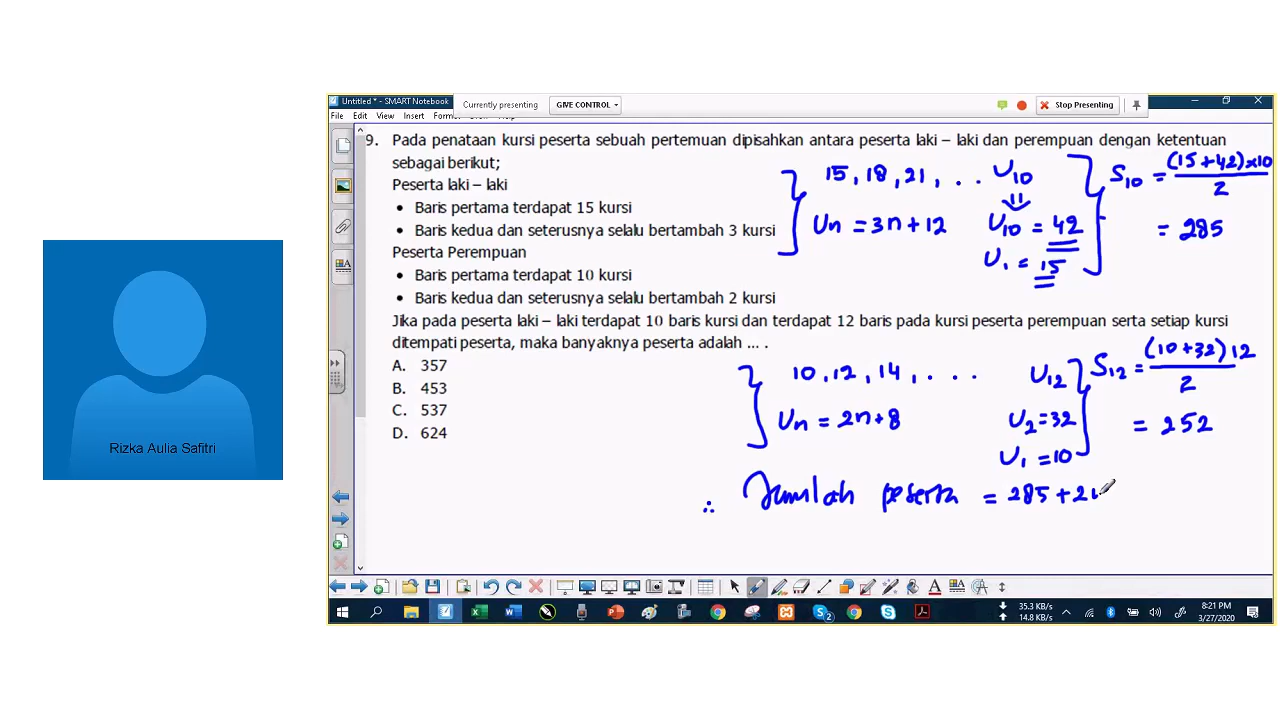 Untitled * - SMART Notebook
Currently presenting
GIVE CONTROL
Stop Presenting
File Edit View Insert
9. Pada penataan kursi peserta sebuah pertemuan dipisahkan antara peserta laki – laki dan perempuan dengan ketentuan
sebagai berikut;
Peserta laki – laki
• Baris pertama terdapat 15 kursi
• Baris kedua dan seterusnya selalu bertambah 3 kursi
Peserta Perempuan
• Baris pertama terdapat 10 kursi
• Baris kedua dan seterusnya selalu bertambah 2 kursi
Jika pada peserta laki – laki terdapat 10 baris kursi dan terdapat 12 baris pada kursi peserta perempuan serta setiap kursi
ditempati peserta, maka banyaknya peserta adalah ... .
A. 357
B. 453
C. 537
D. 624
15, 18, 21, ... U10
Un = 3n + 12
U10 = 42
U1 = 15
S10 = (15+42)×10
2
= 285
10, 12, 14, ... U12
Un = 2n+8
U2 = 32
U1 = 10
S12 = (10+32)12
2
= 252
∴ Jumlah peserta = 285 + 2
Rizka Aulia Safitri
35.3 KB/s
14.8 KB/s
8:21 PM
3/27/2020